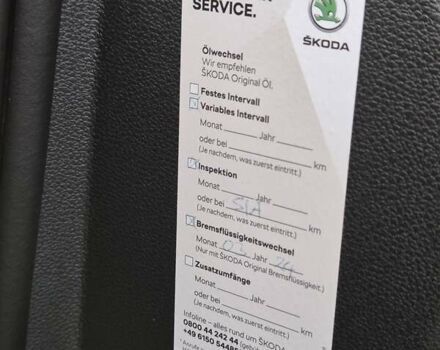 SERVICE.
ŠKODA
Ölwechsel
Wir empfehlen
ŠKODA Original Öl.
Festes Intervall
Variables Intervall
Monat Jahr
oder bei km
(Je nachdem, was zuerst eintritt.)
Inspektion
Monat Jahr
oder bei SIA km
(Je nachdem, was zuerst eintritt.)
Bremsflüssigkeitswechsel
Monat 03 Jahr 24
(Nur mit ŠKODA Original Bremsflüssigkeit.)
Zusatzumfänge
Monat Jahr
oder bei km
(Je nachdem, was zuerst eintritt.)
Infoline – alles rund um ŠKODA
0800 44 242 44
+49 6150 5448